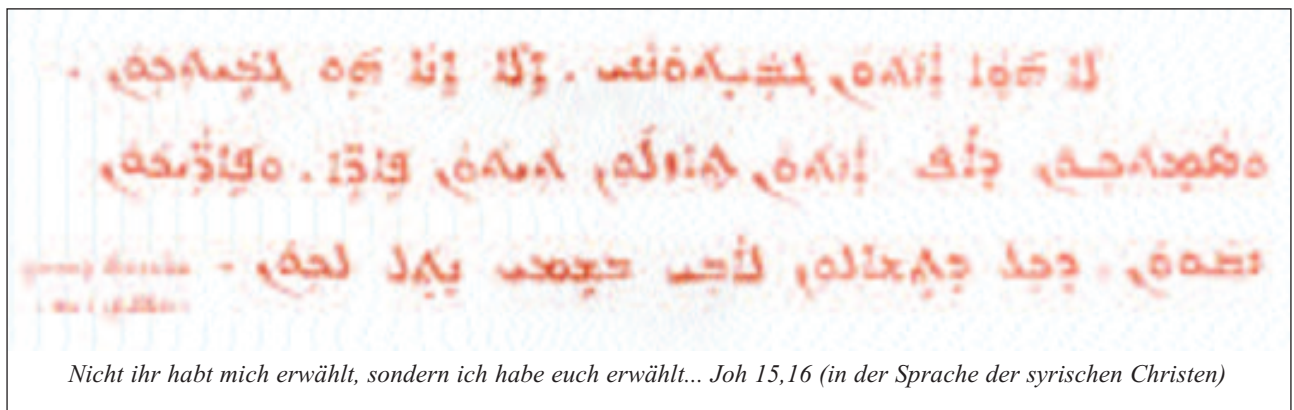 ܠܐ ܗܘܐ ܐܢܬܘܢ ܓܒܝܬܘܢܢܝ . ܐܠܐ ܐܢܐ ܗܘ ܓܒܝܬܟܘܢ .
ܘܣܡܬܟܘܢ ܕܐܦ ܐܢܬܘܢ ܬܐܙܠܘܢ ܬܝܬܘܢ ܦܐܪܐ . ܘܦܐܪܝܟܘܢ
ܢܩܘܘܢ . ܕܟܠ ܕܬܫܐܠܘܢ ܠܐܒܝ ܒܫܡܝ ܢܬܠ ܠܟܘܢ -
Nicht ihr habt mich erwählt, sondern ich habe euch erwählt... Joh 15,16 (in der Sprache der syrischen Christen)